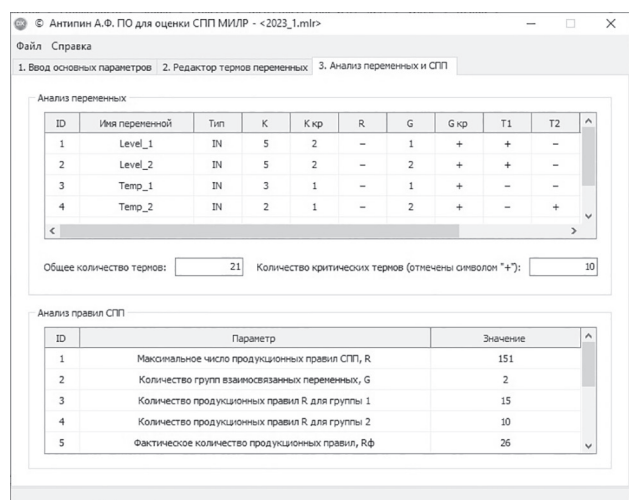 © Антипин А.Ф. ПО для оценки СПП МИЛР - <2023_1.mlr>
Файл Справка
1. Ввод основных параметров 2. Редактор термов переменных 3. Анализ переменных и СПП
Анализ переменных
ID Имя переменной Тип K K кр R G G кр T1 T2
1 Level_1 IN 5 2 – 1 + + –
2 Level_2 IN 5 2 – 2 + + –
3 Temp_1 IN 3 1 – 1 + – –
4 Temp_2 IN 2 1 – 2 + – +
Общее количество термов: 21 Количество критических термов (отмечены символом "+"): 10
Анализ правил СПП
ID Параметр Значение
1 Максимальное число продукционных правил СПП, R 151
2 Количество групп взаимосвязанных переменных, G 2
3 Количество продукционных правил R для группы 1 15
4 Количество продукционных правил R для группы 2 10
5 Фактическое количество продукционных правил, Rф 26